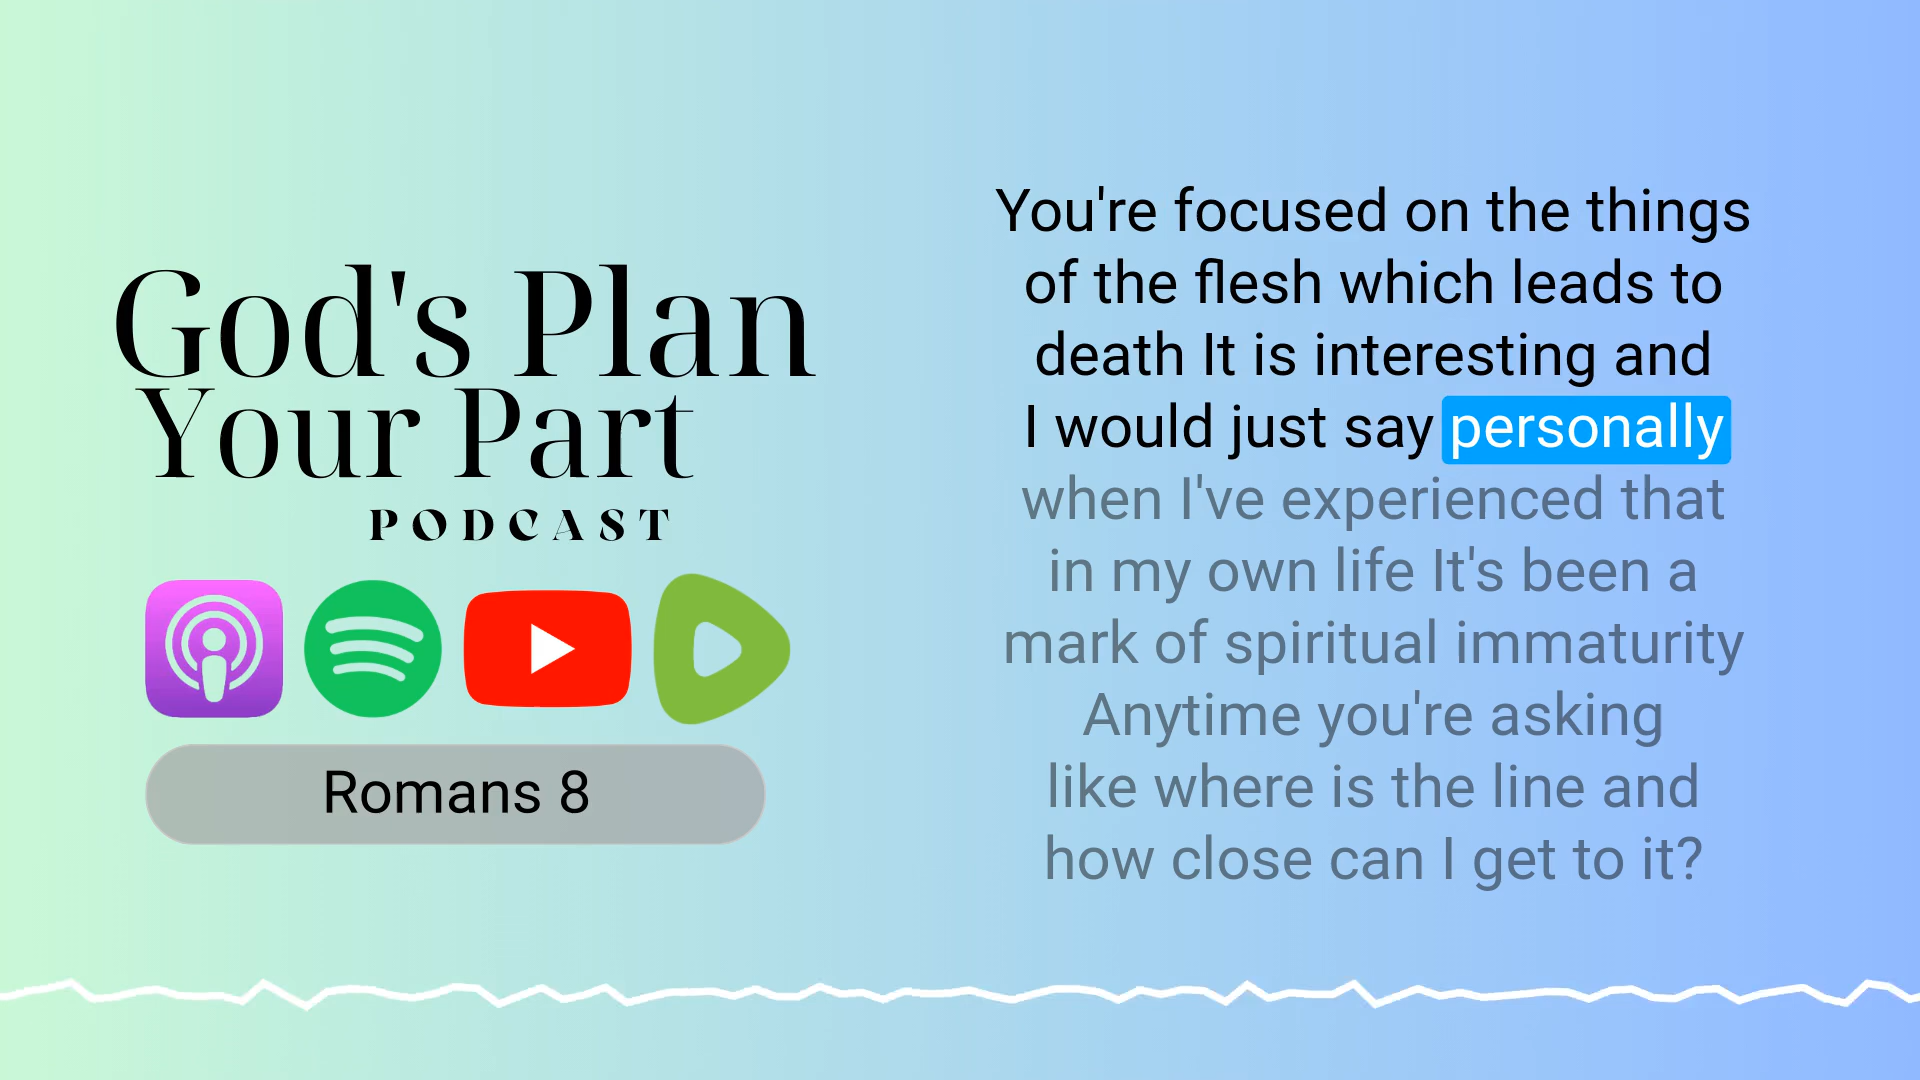 God's Plan
Your Part
PODCAST
Romans 8
You're focused on the things
of the flesh which leads to
death It is interesting and
I would just say personally
when I've experienced that
in my own life It's been a
mark of spiritual immaturity
Anytime you're asking
like where is the line and
how close can I get to it?